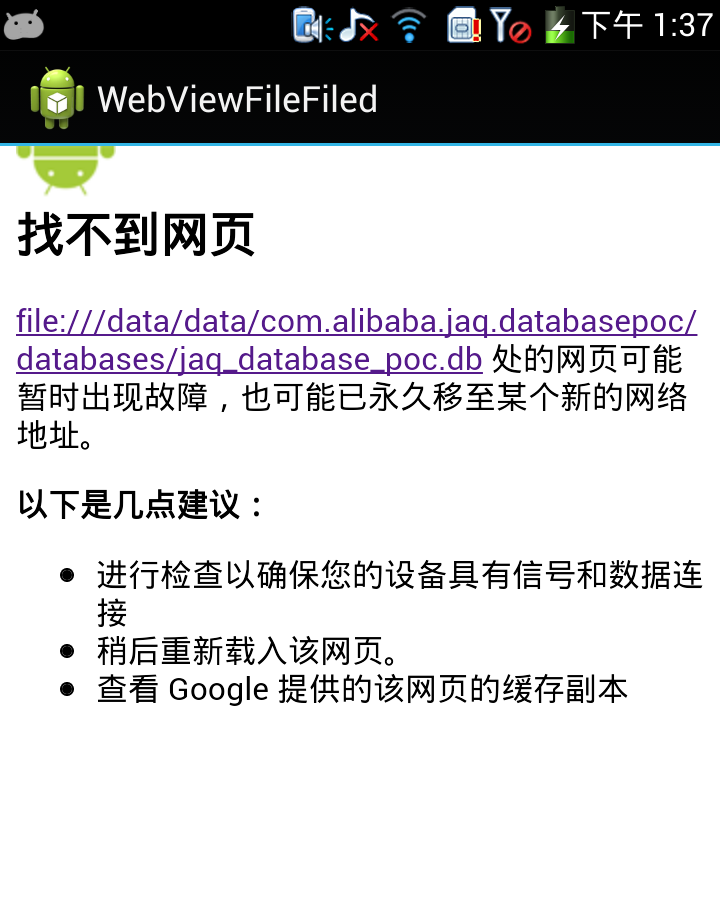 下午 1:37
WebViewFileFiled
找不到网页
file:///data/data/com.alibaba.jaq.databasepoc/
databases/jaq_database_poc.db 处的网页可能
暂时出现故障，也可能已永久移至某个新的网络
地址。
以下是几点建议：
进行检查以确保您的设备具有信号和数据连
接
稍后重新载入该网页。
查看 Google 提供的该网页的缓存副本